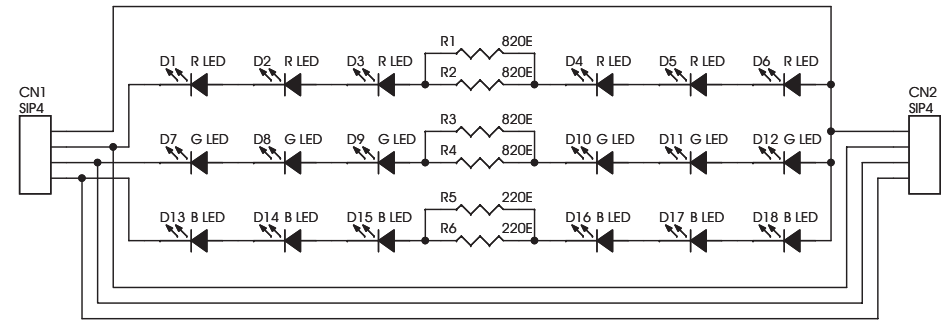 R1 820E
D1 R LED D2 R LED D3 R LED D4 R LED D5 R LED D6 R LED
R2 820E
CN1 CN2
SIP4 SIP4
R3 820E
D7 G LED D8 G LED D9 G LED D10 G LED D11 G LED D12 G LED
R4 820E
R5 220E
D13 B LED D14 B LED D15 B LED D16 B LED D17 B LED D18 B LED
R6 220E